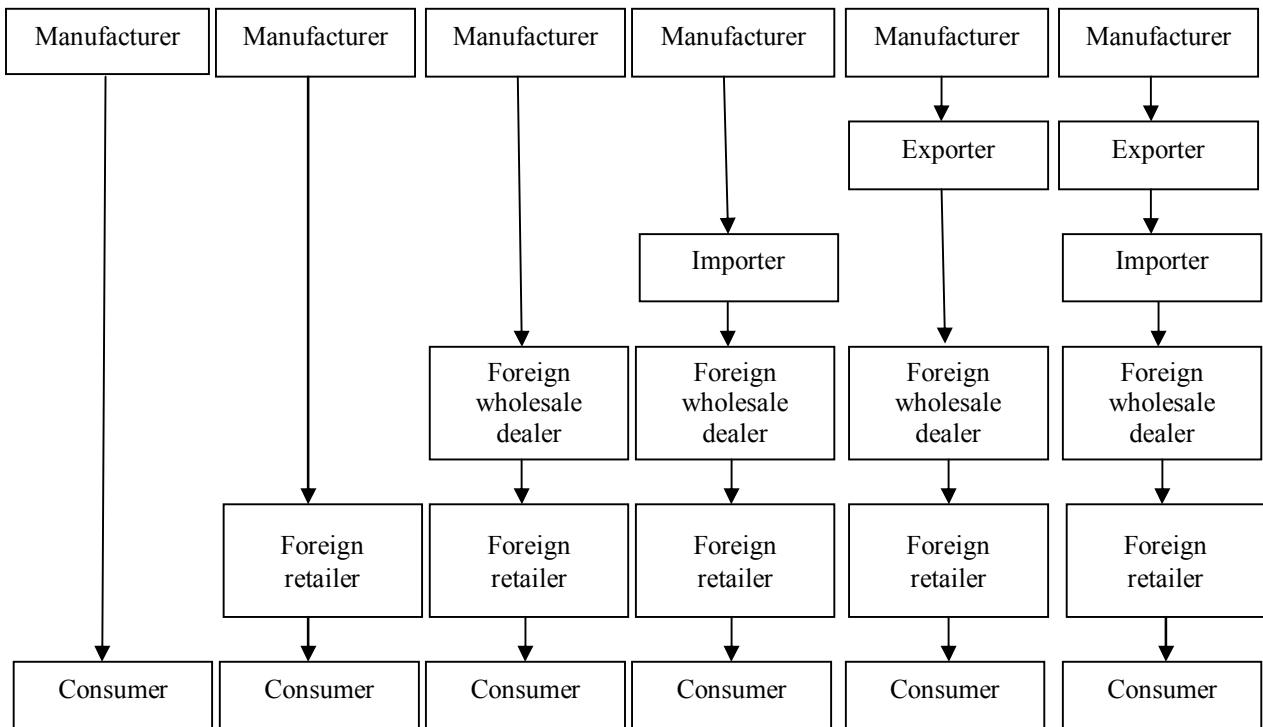 Manufacturer
Manufacturer
Manufacturer
Manufacturer
Manufacturer
Manufacturer
Exporter
Exporter
Importer
Importer
Foreign
wholesale
dealer
Foreign
wholesale
dealer
Foreign
wholesale
dealer
Foreign
wholesale
dealer
Foreign
retailer
Foreign
retailer
Foreign
retailer
Foreign
retailer
Foreign
retailer
Consumer
Consumer
Consumer
Consumer
Consumer
Consumer